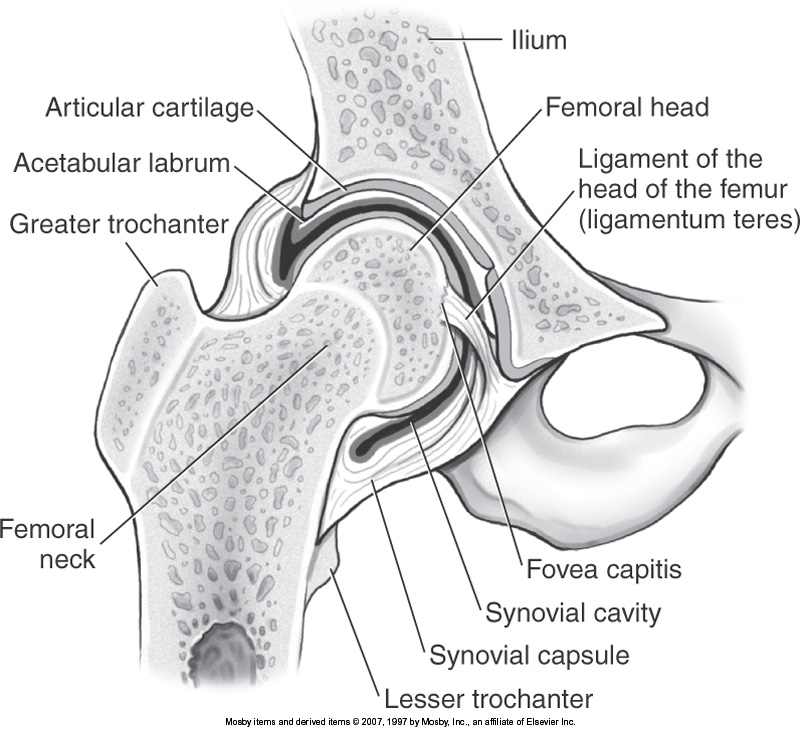 Ilium
Articular cartilage
Femoral head
Acetabular labrum
Ligament of the
head of the femur
(ligamentum teres)
Greater trochanter
Femoral
neck
Fovea capitis
Synovial cavity
Synovial capsule
Lesser trochanter
Mosby items and derived items © 2007, 1997 by Mosby, Inc., an affiliate of Elsevier Inc.